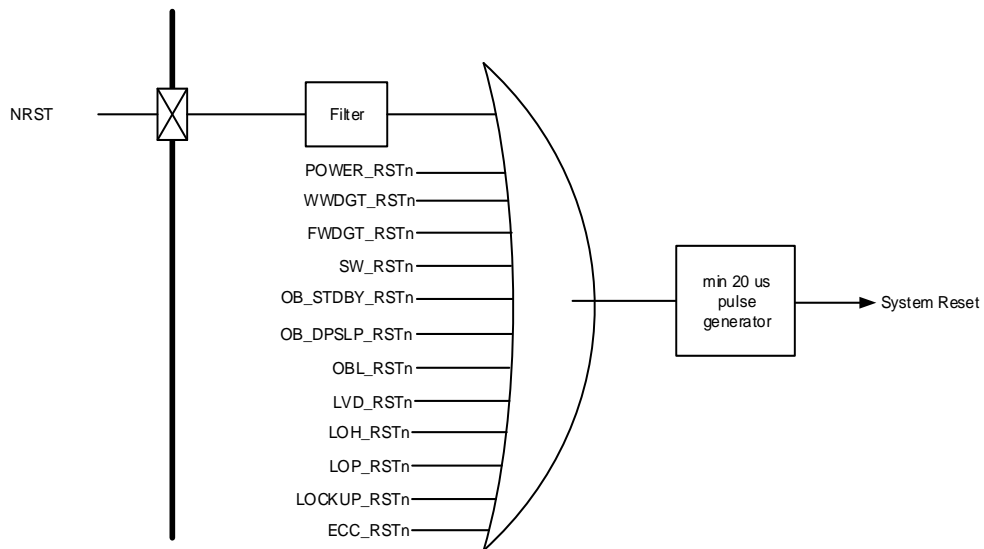 NRST
Filter
POWER_RSTn
WWDGT_RSTn
FWDGT_RSTn
SW_RSTn
OB_STDBY_RSTn
OB_DPSLP_RSTn
OBL_RSTn
LVD_RSTn
LOH_RSTn
LOP_RSTn
LOCKUP_RSTn
ECC_RSTn
min 20 us
pulse
generator
System Reset